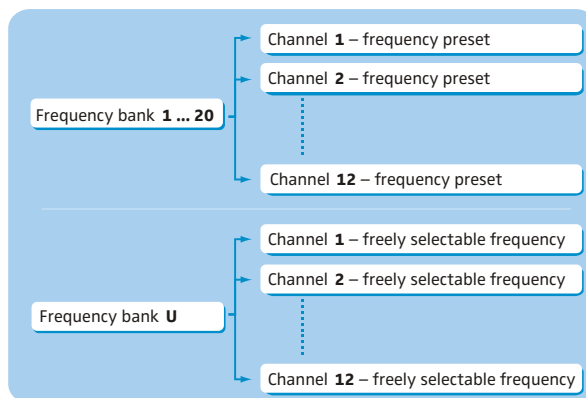 Channel 1 – frequency preset
Channel 2 – frequency preset
Frequency bank 1 ... 20
Channel 12 – frequency preset
Channel 1 – freely selectable frequency
Channel 2 – freely selectable frequency
Frequency bank U
Channel 12 – freely selectable frequency